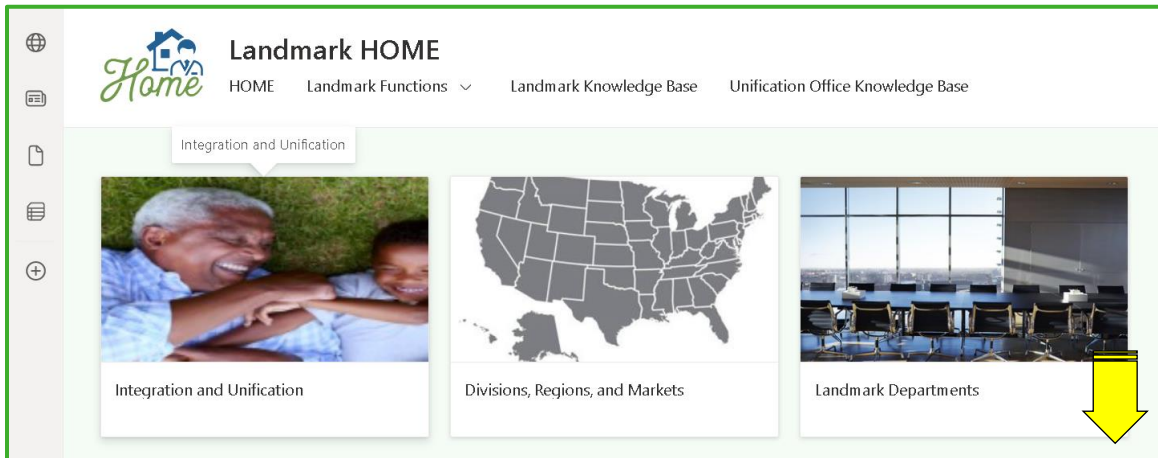 Home
Landmark HOME
HOME Landmark Functions Landmark Knowledge Base Unification Office Knowledge Base
Integration and Unification
Integration and Unification
Divisions, Regions, and Markets
Landmark Departments